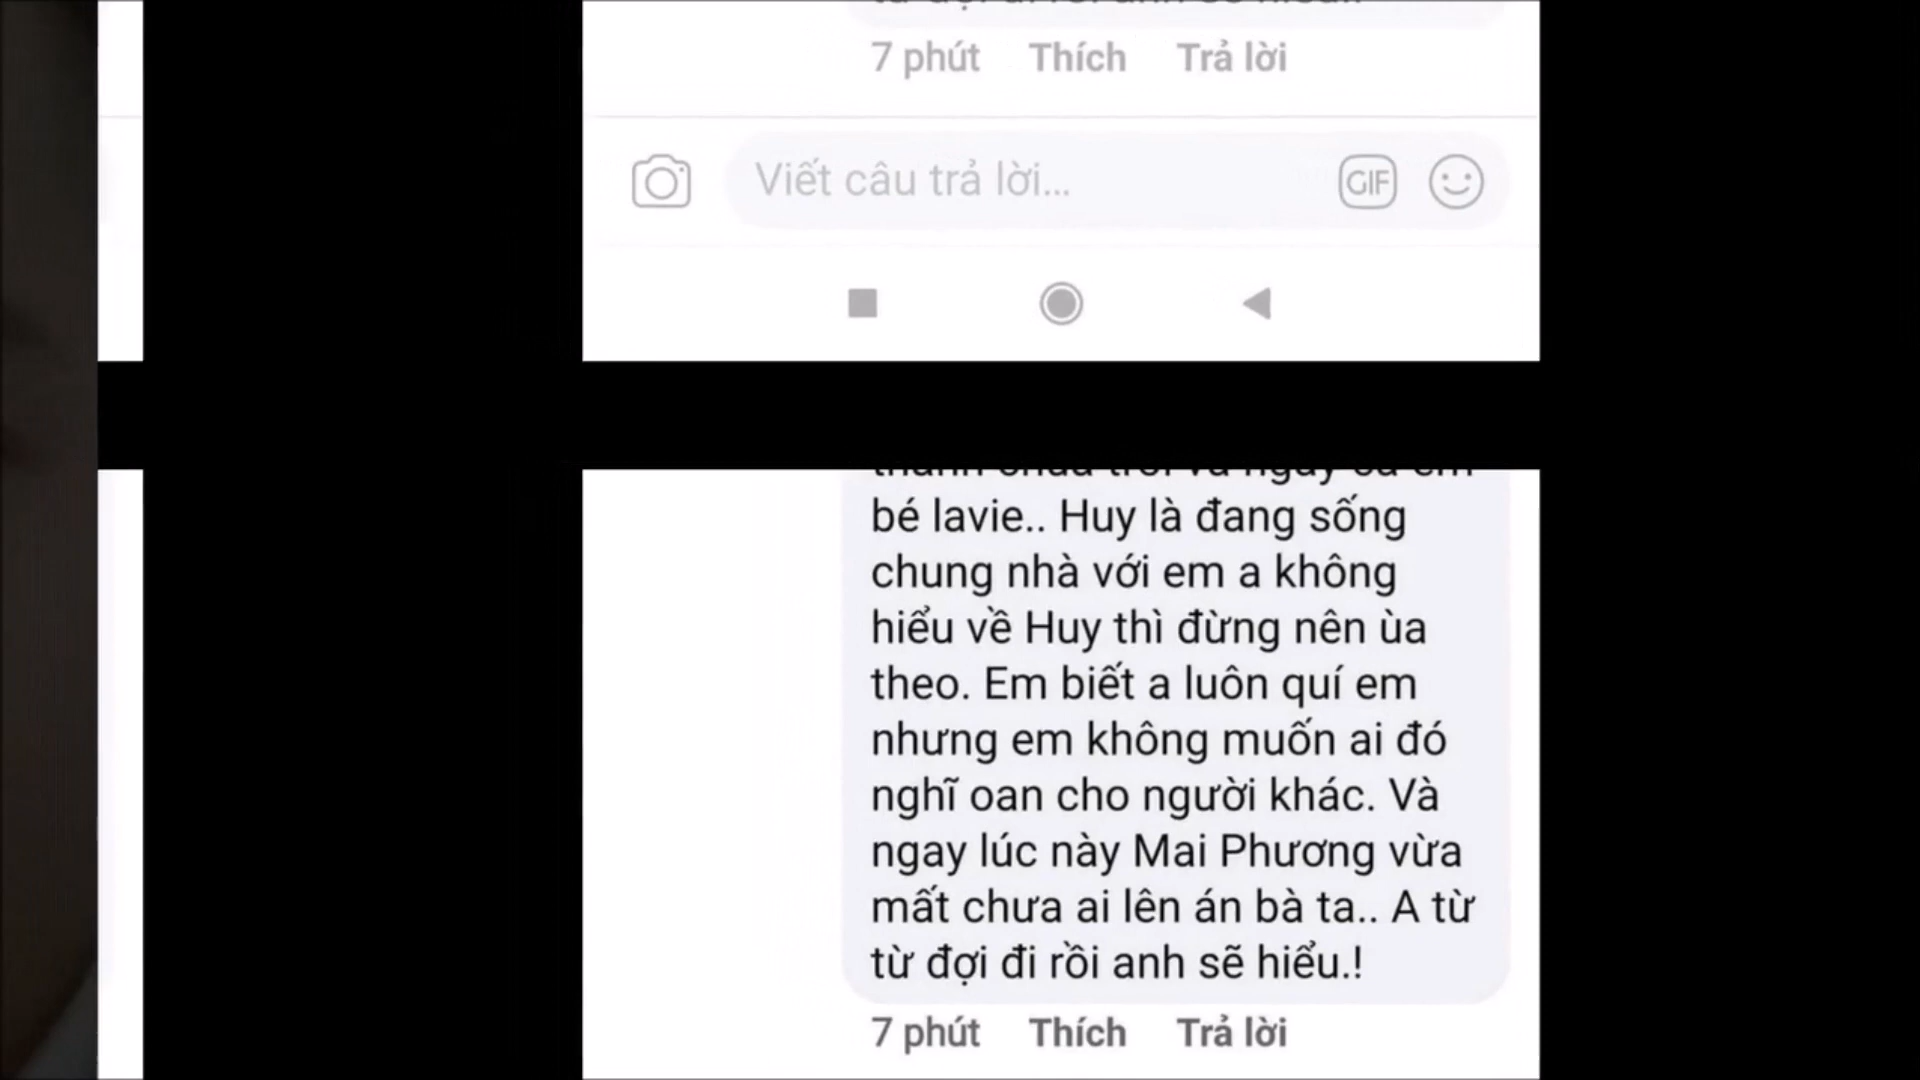 7 phút Thích Trả lời
Viết câu trả lời...
GIF
bé lavie.. Huy là đang sống
chung nhà với em a không
hiểu về Huy thì đừng nên ùa
theo. Em biết a luôn quí em
nhưng em không muốn ai đó
nghĩ oan cho người khác. Và
ngay lúc này Mai Phương vừa
mất chưa ai lên án bà ta.. A từ
từ đợi đi rồi anh sẽ hiểu.!
7 phút Thích Trả lời